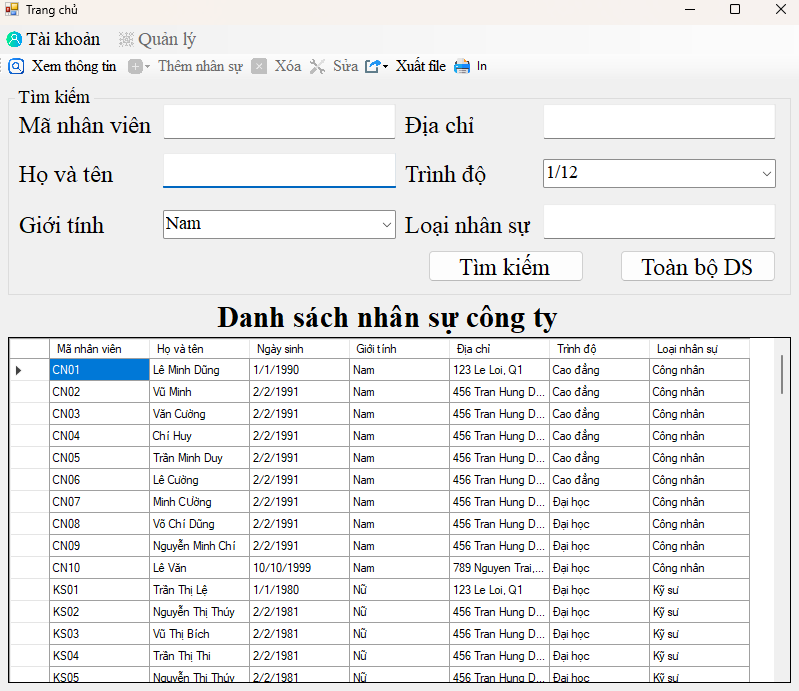 Trang chủ
Tài khoản Quản lý
Xem thông tin Thêm nhân sự Xóa Sửa Xuất file In
Tìm kiếm
Mã nhân viên Địa chỉ
Họ và tên Trình độ 1/12
Giới tính Nam Loại nhân sự
Tìm kiếm Toàn bộ DS
Danh sách nhân sự công ty
Mã nhân viên Họ và tên Ngày sinh Giới tính Địa chỉ Trình độ Loại nhân sự
CN01 Lê Minh Dũng 1/1/1990 Nam 123 Le Loi, Q1 Cao đẳng Công nhân
CN02 Vũ Minh 2/2/1991 Nam 456 Tran Hung D... Cao đẳng Công nhân
CN03 Văn Cường 2/2/1991 Nam 456 Tran Hung D... Cao đẳng Công nhân
CN04 Chí Huy 2/2/1991 Nam 456 Tran Hung D... Cao đẳng Công nhân
CN05 Trần Minh Duy 2/2/1991 Nam 456 Tran Hung D... Cao đẳng Công nhân
CN06 Lê Cường 2/2/1991 Nam 456 Tran Hung D... Cao đẳng Công nhân
CN07 Minh CƯờng 2/2/1991 Nam 456 Tran Hung D... Đại học Công nhân
CN08 Võ Chí Dũng 2/2/1991 Nam 456 Tran Hung D... Đại học Công nhân
CN09 Nguyễn Minh Chí 2/2/1991 Nam 456 Tran Hung D... Đại học Công nhân
CN10 Lê Văn 10/10/1999 Nam 789 Nguyen Trai,... Đại học Công nhân
KS01 Trần Thị Lệ 1/1/1980 Nữ 123 Le Loi, Q1 Đại học Kỹ sư
KS02 Nguyễn Thị Thúy 2/2/1981 Nữ 456 Tran Hung D... Đại học Kỹ sư
KS03 Vũ Thị Bích 2/2/1981 Nữ 456 Tran Hung D... Đại học Kỹ sư
KS04 Trần Thị Thi 2/2/1981 Nữ 456 Tran Hung D... Đại học Kỹ sư
KS05 Nguyễn Thị Thúy 2/2/1981 Nữ 456 Tran Hung D... Đại học Kỹ sư